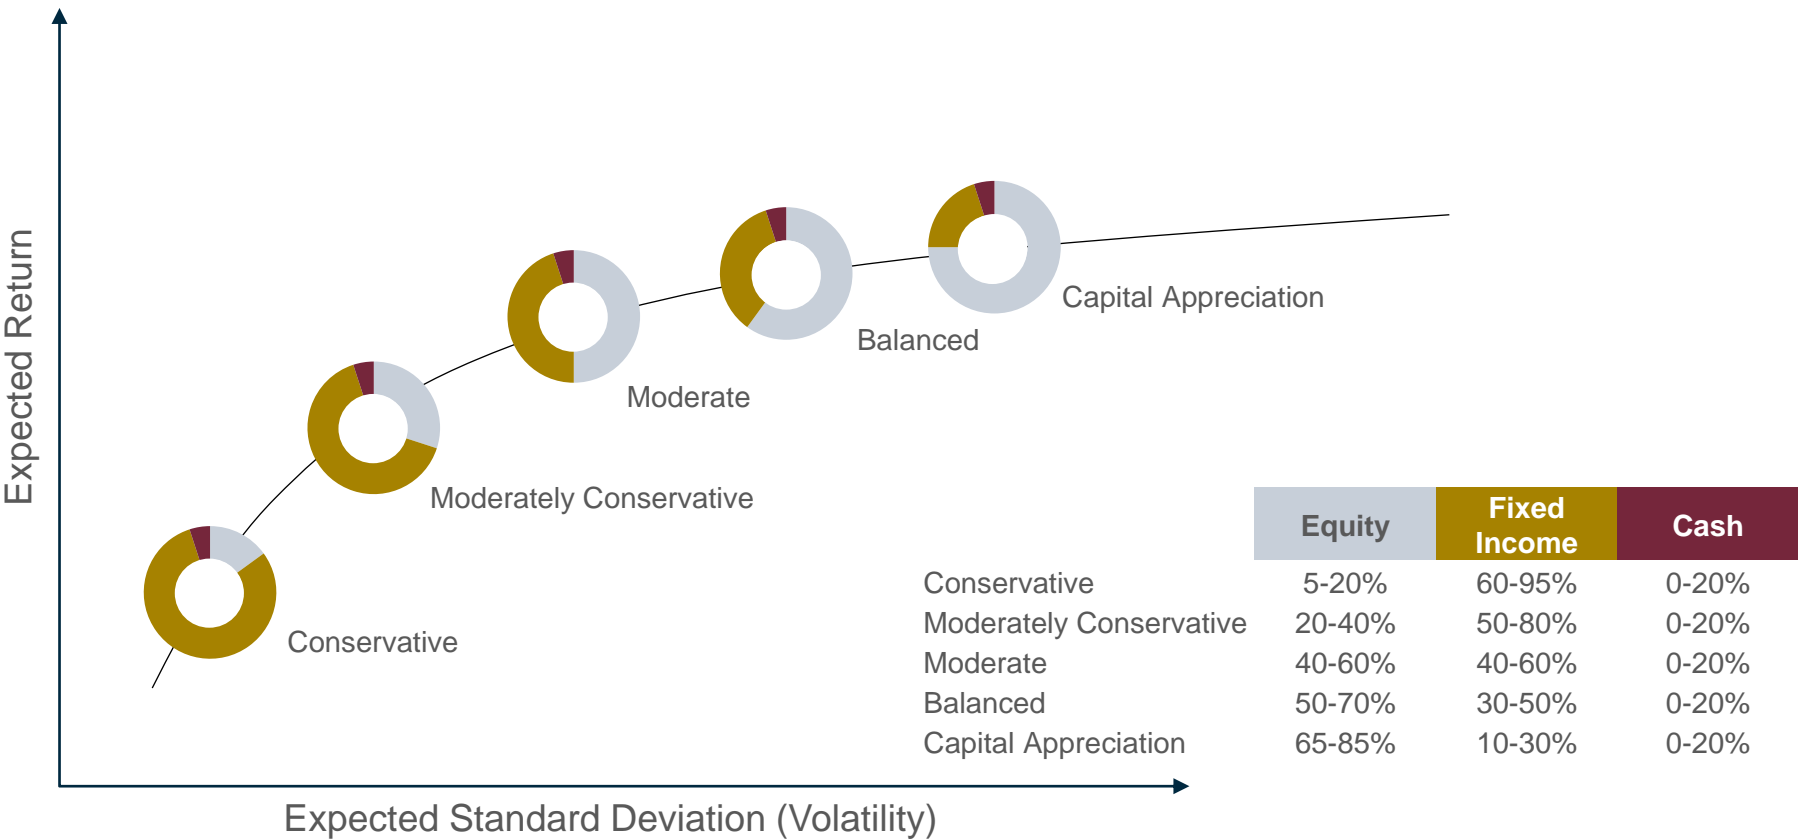 Expected Return
Capital Appreciation
Balanced
Moderate
Moderately Conservative
Conservative
Equity Fixed Income Cash
Conservative 5-20% 60-95% 0-20%
Moderately Conservative 20-40% 50-80% 0-20%
Moderate 40-60% 40-60% 0-20%
Balanced 50-70% 30-50% 0-20%
Capital Appreciation 65-85% 10-30% 0-20%
Expected Standard Deviation (Volatility)